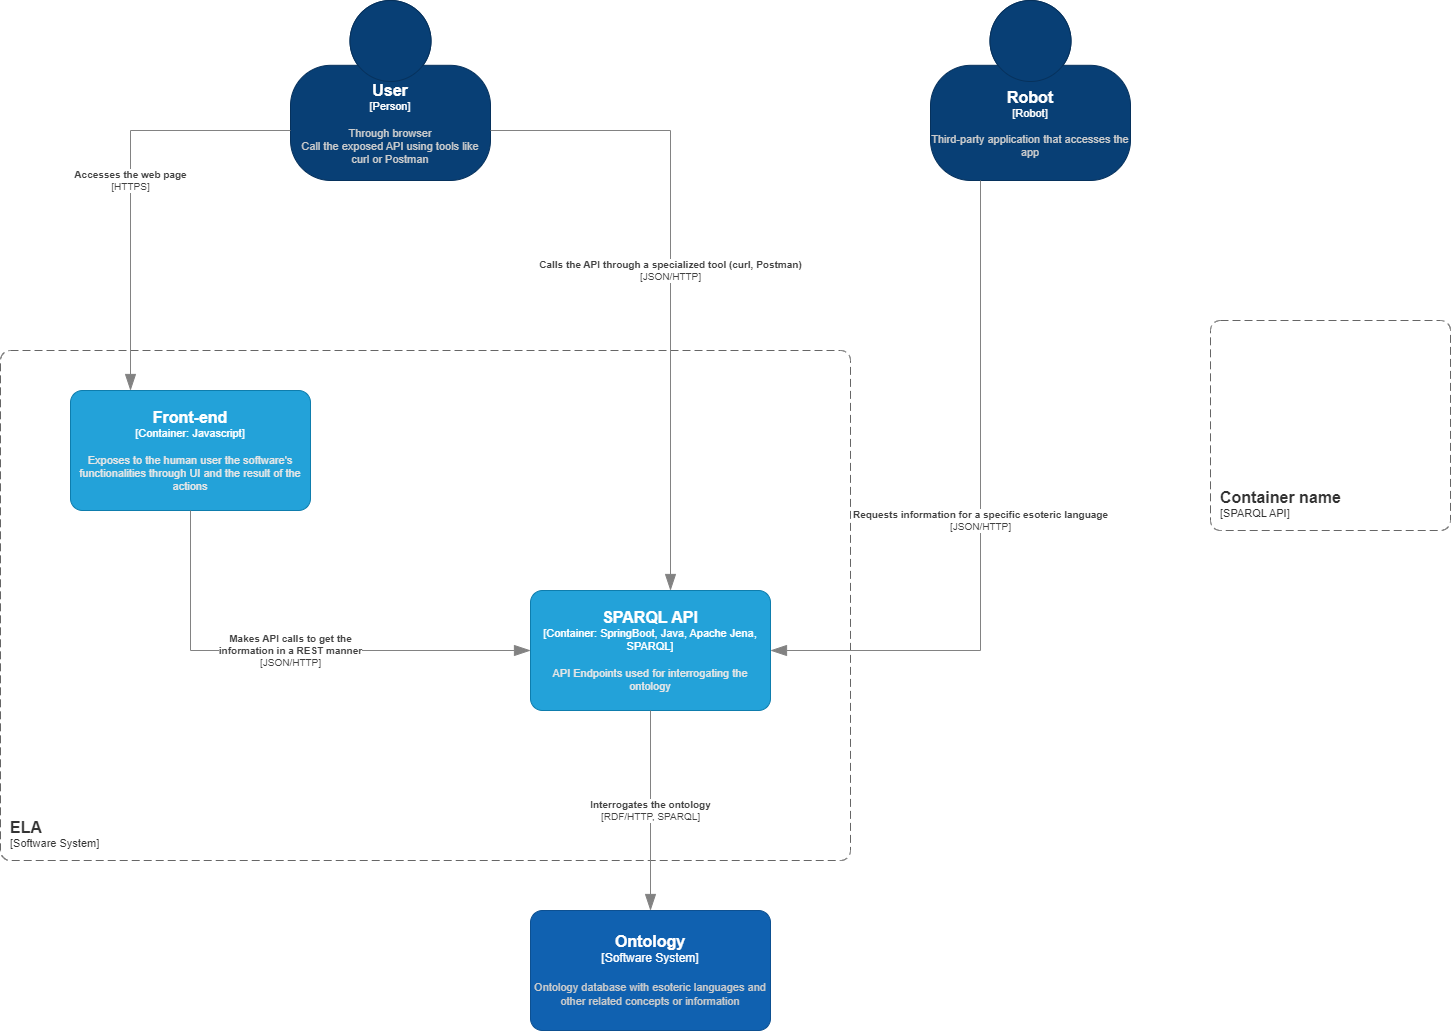 User
[Person]
Through browser
Call the exposed API using tools like
curl or Postman
Robot
[Robot]
Third-party application that accesses the
app
Accesses the web page
[HTTPS]
Calls the API through a specialized tool (curl, Postman)
[JSON/HTTP]
Front-end
[Container: Javascript]
Exposes to the human user the software's
functionalities through UI and the result of the
actions
Requests information for a specific esoteric language
[JSON/HTTP]
Container name
[SPARQL API]
Makes API calls to get the
information in a REST manner
[JSON/HTTP]
SPARQL API
[Container: SpringBoot, Java, Apache Jena,
SPARQL]
API Endpoints used for interrogating the
ontology
Interrogates the ontology
[RDF/HTTP, SPARQL]
ELA
[Software System]
Ontology
[Software System]
Ontology database with esoteric languages and
other related concepts or information